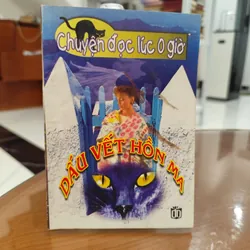 Chuyện đọc lúc 0 giờ
DẤU VẾT HỒN MA